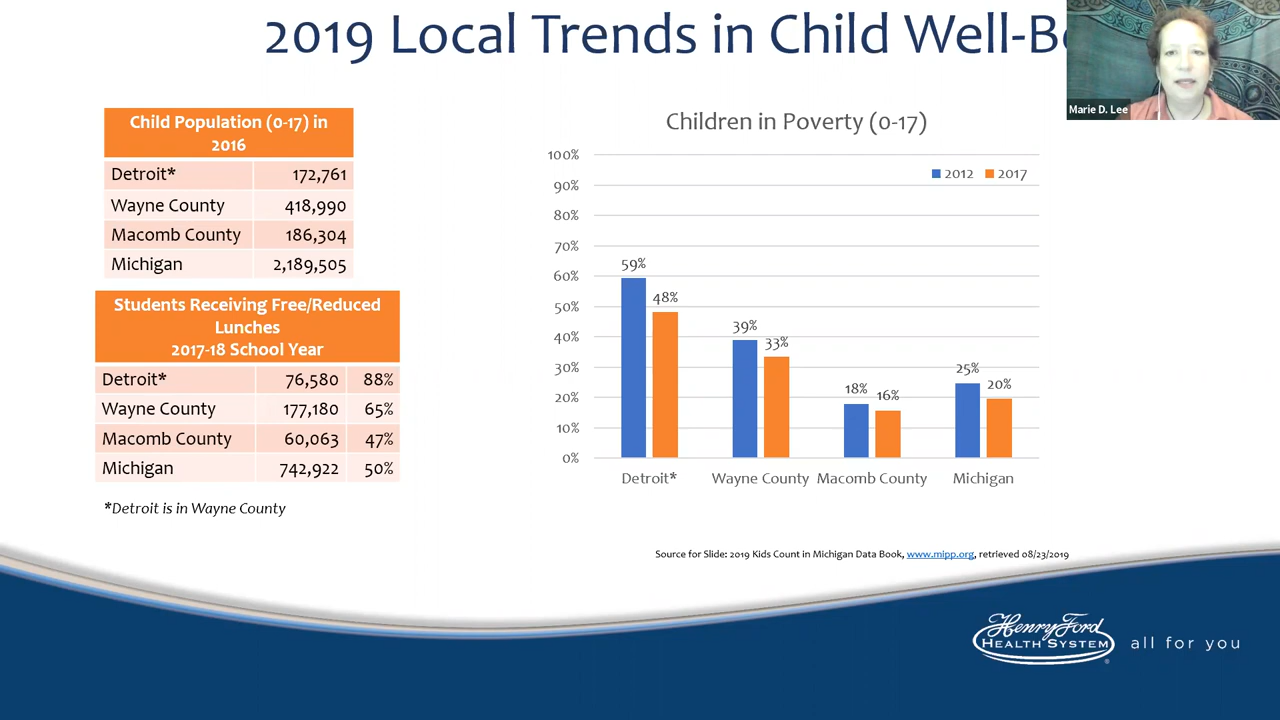 2019 Local Trends in Child Well-Be
Marie D. Lee
Child Population (0-17) in
2016
Detroit* 172,761
Wayne County 418,990
Macomb County 186,304
Michigan 2,189,505
Students Receiving Free/Reduced
Lunches
2017-18 School Year
Detroit* 76,580 88%
Wayne County 177,180 65%
Macomb County 60,063 47%
Michigan 742,922 50%
*Detroit is in Wayne County
Children in Poverty (0-17)
2012 2017
100%
90%
80%
70%
60%
50%
40%
30%
20%
10%
0%
59%
48%
39%
33%
18%
16%
25%
20%
Detroit* Wayne County Macomb County Michigan
Source for Slide: 2019 Kids Count in Michigan Data Book, www.mipp.org, retrieved 08/23/2019
Henry Ford
HEALTH SYSTEM
all for you